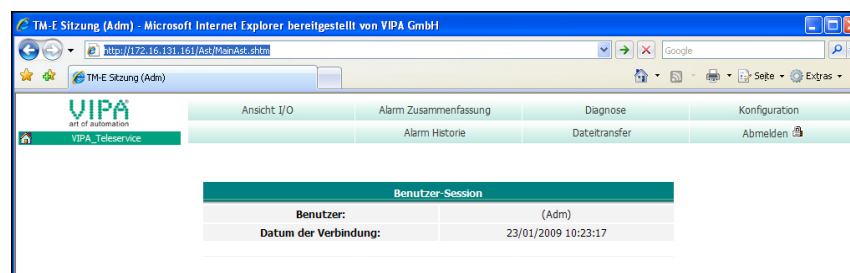 TM-E Sitzung (Adm) - Microsoft Internet Explorer bereitgestellt von VIPA GmbH
http://172.16.131.161/Ast/MainAst.shtm
Google
TM-E Sitzung (Adm)
Seite
Extras
VIPA
art of automation
VIPA_Teleservice
Ansicht I/O
Alarm Zusammenfassung
Diagnose
Konfiguration
Alarm Historie
Dateitransfer
Abmelden
Benutzer-Session
Benutzer: (Adm)
Datum der Verbindung: 23/01/2009 10:23:17